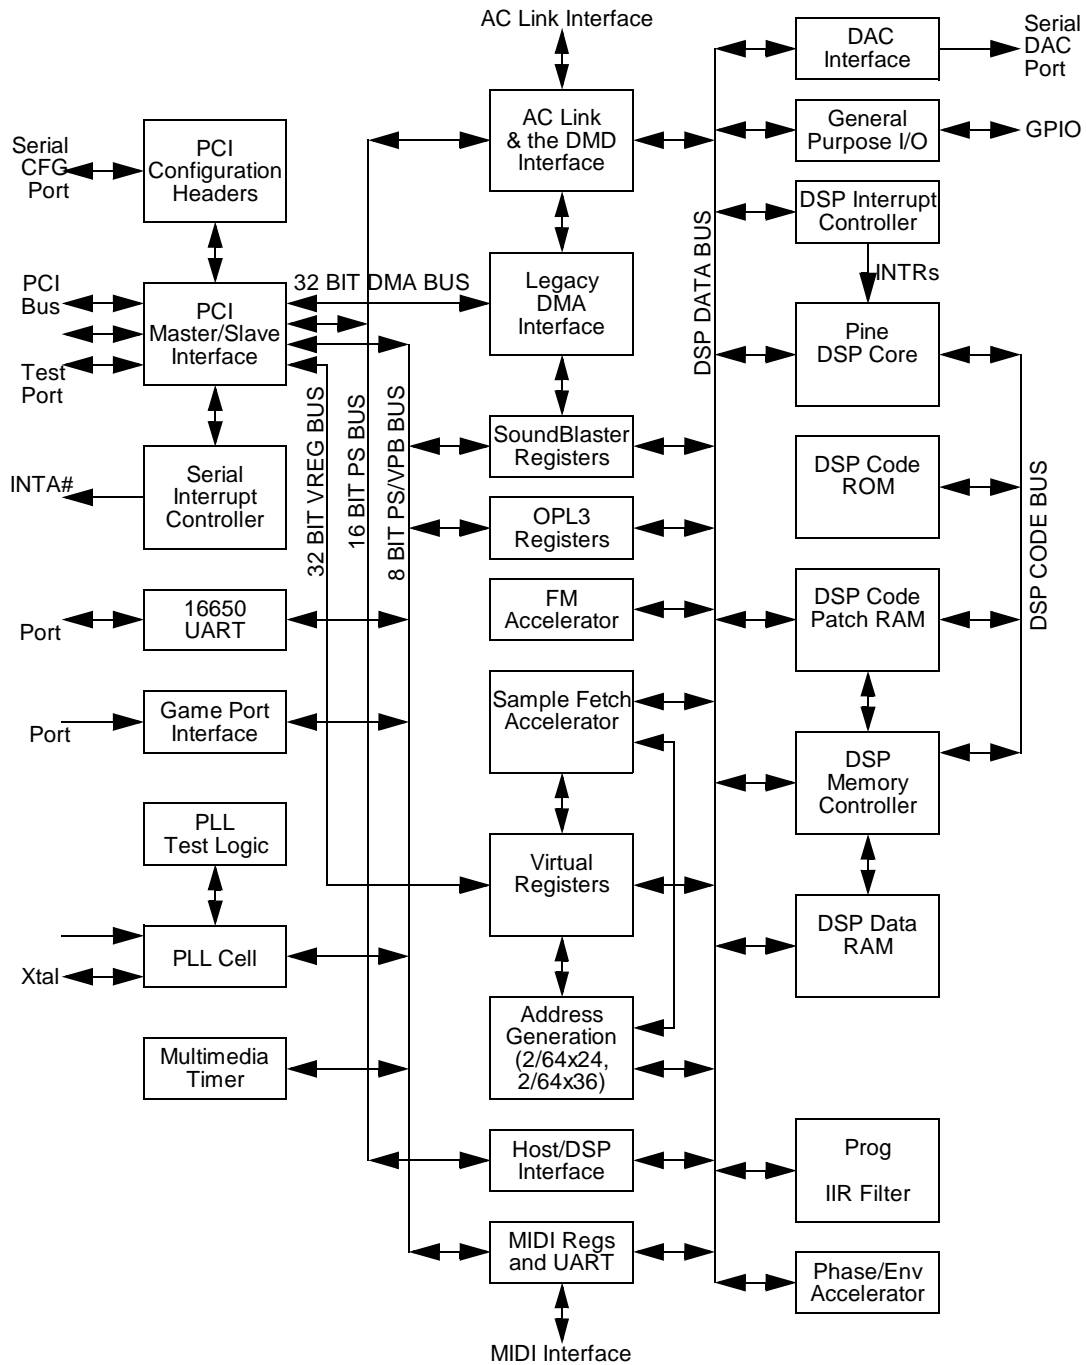 AC Link Interface
Serial
CFG
Port
PCI
Configuration
Headers
PCI
Bus
Test
Port
PCI
Master/Slave
Interface
INTA#
Serial
Interrupt
Controller
Port
16650
UART
Port
Game Port
Interface
PLL
Test Logic
Xtal
PLL Cell
Multimedia
Timer
32 BIT DMA BUS
32 BIT VREG BUS
16 BIT PS BUS
8 BIT PS/VPB BUS
AC Link
& the DMD
Interface
Legacy
DMA
Interface
SoundBlaster
Registers
OPL3
Registers
FM
Accelerator
Sample Fetch
Accelerator
Virtual
Registers
Address
Generation
(2/64x24,
2/64x36)
Host/DSP
Interface
MIDI Regs
and UART
MIDI Interface
DSP DATA BUS
DAC
Interface
Serial
DAC
Port
General
Purpose I/O
GPIO
DSP Interrupt
Controller
INTRs
Pine
DSP Core
DSP Code
ROM
DSP CODE BUS
DSP Code
Patch RAM
DSP
Memory
Controller
DSP Data
RAM
Prog
IIR Filter
Phase/Env
Accelerator